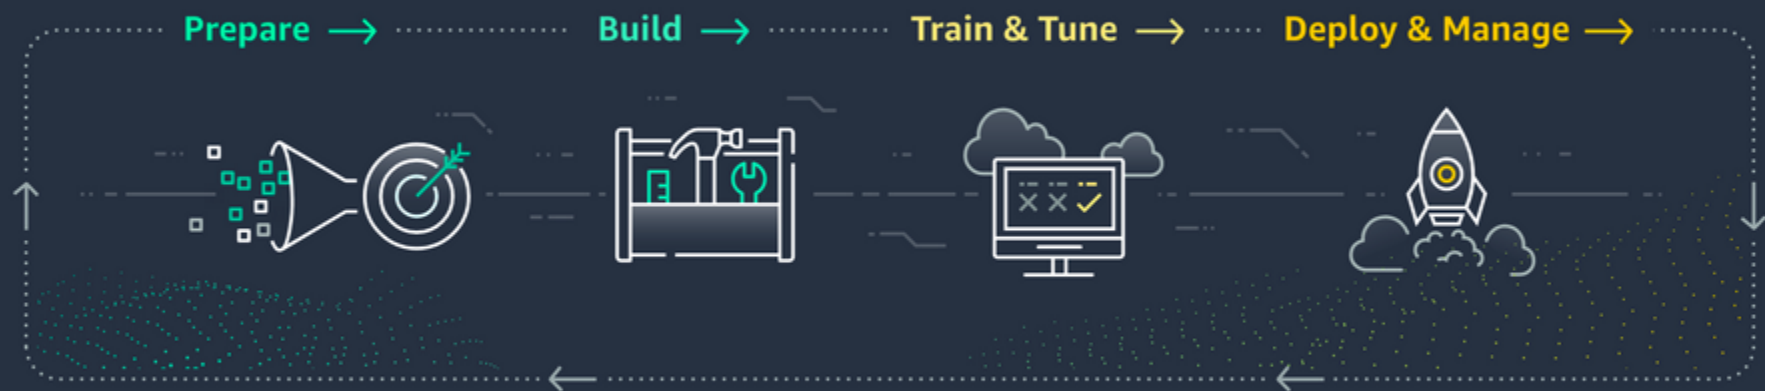 Prepare → Build → Train & Tune → Deploy & Manage →